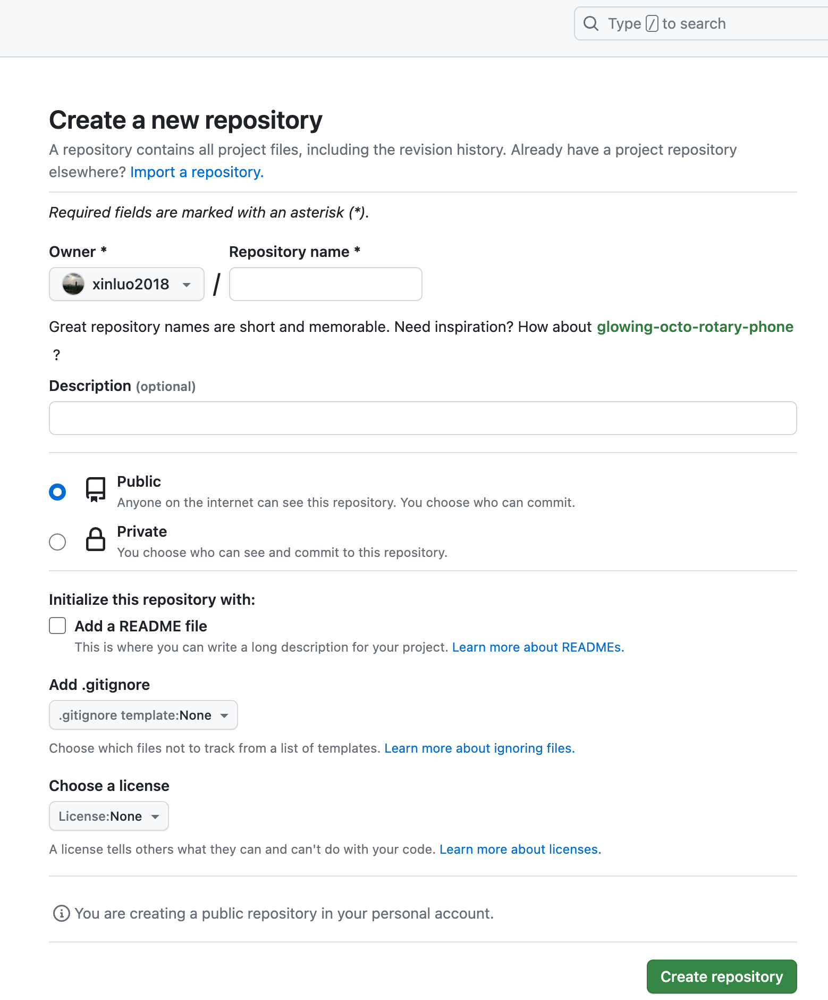 Type / to search
Create a new repository
A repository contains all project files, including the revision history. Already have a project repository
elsewhere? Import a repository.
Required fields are marked with an asterisk (*).
Owner * Repository name *
xinluo2018 /
Great repository names are short and memorable. Need inspiration? How about glowing-octo-rotary-phone
?
Description (optional)
Public
Anyone on the internet can see this repository. You choose who can commit.
Private
You choose who can see and commit to this repository.
Initialize this repository with:
Add a README file
This is where you can write a long description for your project. Learn more about READMEs.
Add .gitignore
.gitignore template:None
Choose which files not to track from a list of templates. Learn more about ignoring files.
Choose a license
License:None
A license tells others what they can and can't do with your code. Learn more about licenses.
You are creating a public repository in your personal account.
Create repository